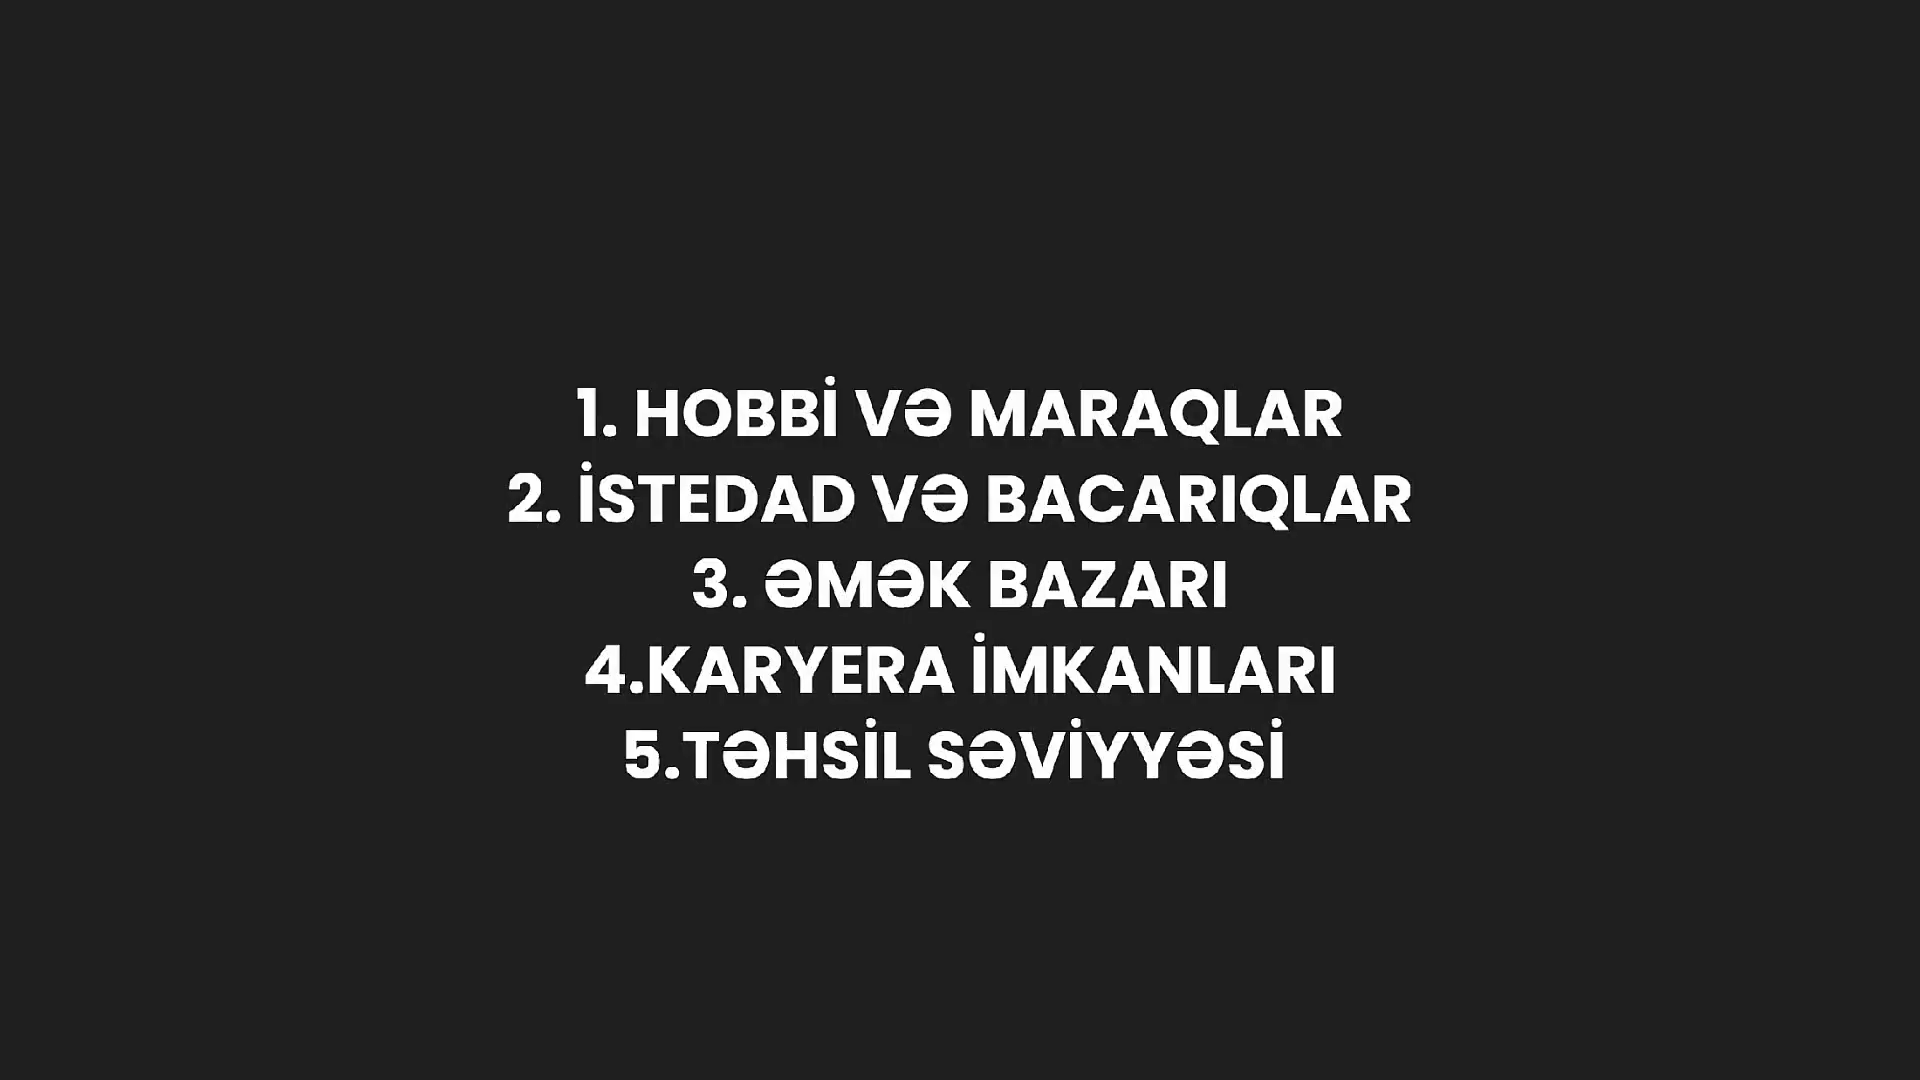 1. HOBBİ VƏ MARAQLAR
2. İSTEDAD VƏ BACARIQLAR
3. ƏMƏK BAZARI
4.KARYERA İMKANLARI
5.TƏHSİL SƏVİYYƏSİ